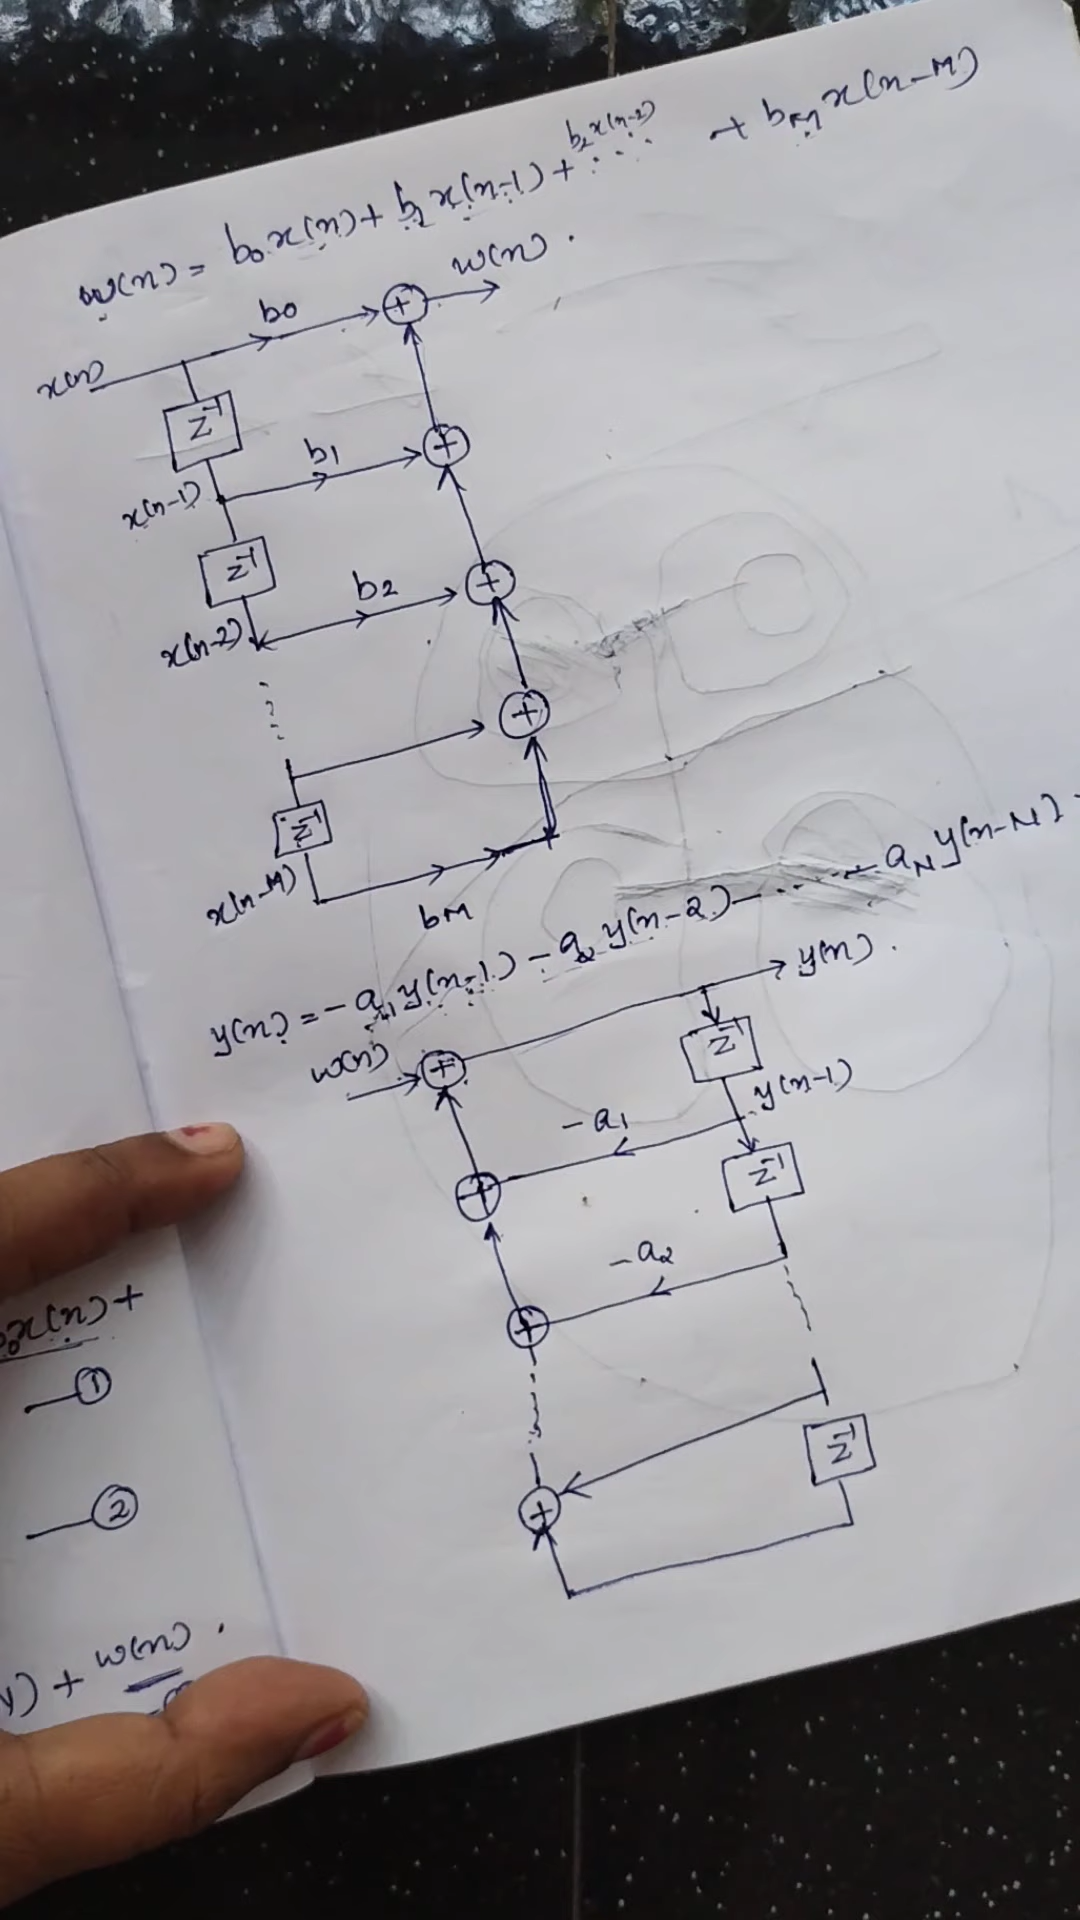 w(n) = b₀x(n) + b₁x(n-1) + b₂x(n-2) ..... + b_M x(n-M)
w(n).
x(n)
b₀
+
z⁻¹
x(n-1)
b₁
+
z⁻¹
x(n-2)
b₂
+
+
z⁻¹
x(n-M)
b_M
y(n) = -a₁y(n-1) - a₂y(n-2) - ...... - a_N y(n-N)
w(n)
+
y(n).
z⁻¹
y(n-1)
-a₁
+
z⁻¹
-a₂
+
z⁻¹
+
x(n) +
①
②
) + w(n).